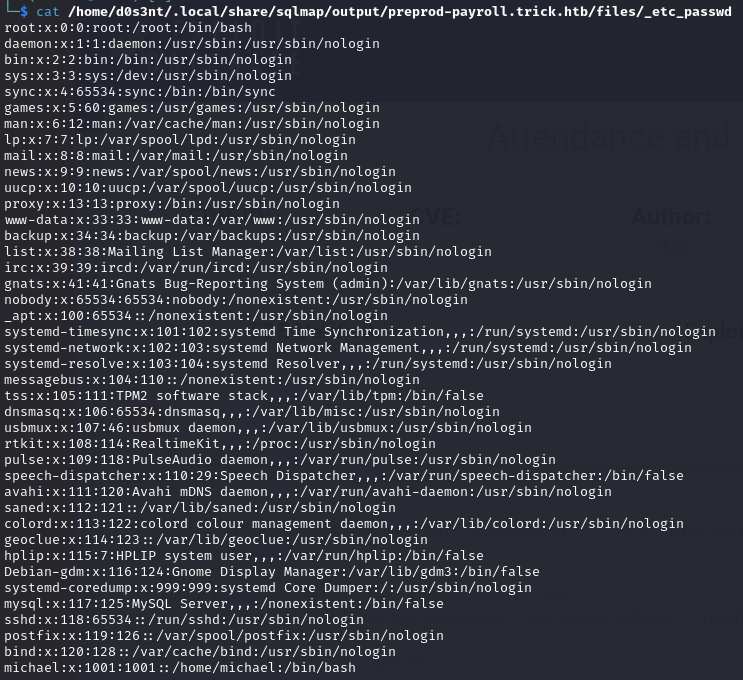 └─$ cat /home/d0s3nt/.local/share/sqlmap/output/preprod-payroll.trick.htb/files/_etc_passwd
root:x:0:0:root:/root:/bin/bash
daemon:x:1:1:daemon:/usr/sbin:/usr/sbin/nologin
bin:x:2:2:bin:/bin:/usr/sbin/nologin
sys:x:3:3:sys:/dev:/usr/sbin/nologin
sync:x:4:65534:sync:/bin:/bin/sync
games:x:5:60:games:/usr/games:/usr/sbin/nologin
man:x:6:12:man:/var/cache/man:/usr/sbin/nologin
lp:x:7:7:lp:/var/spool/lpd:/usr/sbin/nologin
mail:x:8:8:mail:/var/mail:/usr/sbin/nologin
news:x:9:9:news:/var/spool/news:/usr/sbin/nologin
uucp:x:10:10:uucp:/var/spool/uucp:/usr/sbin/nologin
proxy:x:13:13:proxy:/bin:/usr/sbin/nologin
www-data:x:33:33:www-data:/var/www:/usr/sbin/nologin
backup:x:34:34:backup:/var/backups:/usr/sbin/nologin
list:x:38:38:Mailing List Manager:/var/list:/usr/sbin/nologin
irc:x:39:39:ircd:/var/run/ircd:/usr/sbin/nologin
gnats:x:41:41:Gnats Bug-Reporting System (admin):/var/lib/gnats:/usr/sbin/nologin
nobody:x:65534:65534:nobody:/nonexistent:/usr/sbin/nologin
_apt:x:100:65534::/nonexistent:/usr/sbin/nologin
systemd-timesync:x:101:102:systemd Time Synchronization,,,:/run/systemd:/usr/sbin/nologin
systemd-network:x:102:103:systemd Network Management,,,:/run/systemd:/usr/sbin/nologin
systemd-resolve:x:103:104:systemd Resolver,,,:/run/systemd:/usr/sbin/nologin
messagebus:x:104:110::/nonexistent:/usr/sbin/nologin
tss:x:105:111:TPM2 software stack,,,:/var/lib/tpm:/bin/false
dnsmasq:x:106:65534:dnsmasq,,,:/var/lib/misc:/usr/sbin/nologin
usbmux:x:107:46:usbmux daemon,,,:/var/lib/usbmux:/usr/sbin/nologin
rtkit:x:108:114:RealtimeKit,,,:/proc:/usr/sbin/nologin
pulse:x:109:118:PulseAudio daemon,,,:/var/run/pulse:/usr/sbin/nologin
speech-dispatcher:x:110:29:Speech Dispatcher,,,:/var/run/speech-dispatcher:/bin/false
avahi:x:111:120:Avahi mDNS daemon,,,:/var/run/avahi-daemon:/usr/sbin/nologin
saned:x:112:121::/var/lib/saned:/usr/sbin/nologin
colord:x:113:122:colord colour management daemon,,,:/var/lib/colord:/usr/sbin/nologin
geoclue:x:114:123::/var/lib/geoclue:/usr/sbin/nologin
hplip:x:115:7:HPLIP system user,,,:/var/run/hplip:/bin/false
Debian-gdm:x:116:124:Gnome Display Manager:/var/lib/gdm3:/bin/false
systemd-coredump:x:999:999:systemd Core Dumper:/:/usr/sbin/nologin
mysql:x:117:125:MySQL Server,,,:/nonexistent:/bin/false
sshd:x:118:65534::/run/sshd:/usr/sbin/nologin
postfix:x:119:126::/var/spool/postfix:/usr/sbin/nologin
bind:x:120:128::/var/cache/bind:/usr/sbin/nologin
michael:x:1001:1001::/home/michael:/bin/bash
Attendance and
CVE:
Author: